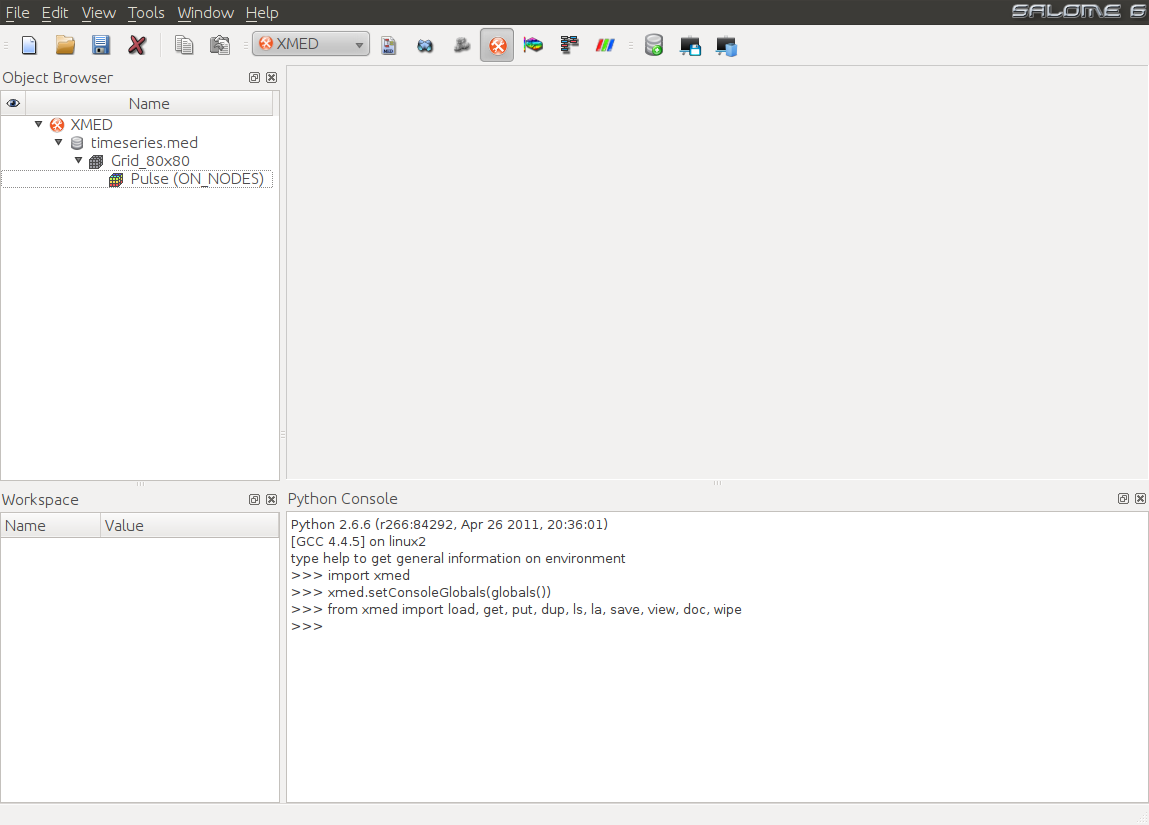 File Edit View Tools Window Help
SALOME 6
XMED
Object Browser
Name
XMED
timeseries.med
Grid_80x80
Pulse (ON_NODES)
Workspace
Name Value
Python Console
Python 2.6.6 (r266:84292, Apr 26 2011, 20:36:01)
[GCC 4.4.5] on linux2
type help to get general information on environment
>>> import xmed
>>> xmed.setConsoleGlobals(globals())
>>> from xmed import load, get, put, dup, ls, la, save, view, doc, wipe
>>>